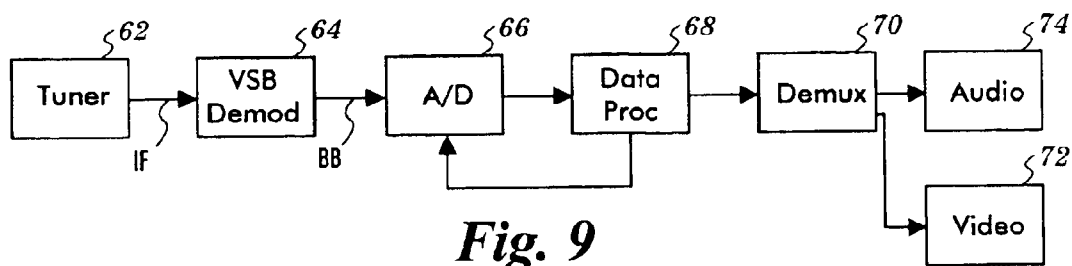 62
64
66
68
70
74
Tuner
VSB
Demod
A/D
Data
Proc
Demux
Audio
IF
BB
72
Video
Fig. 9